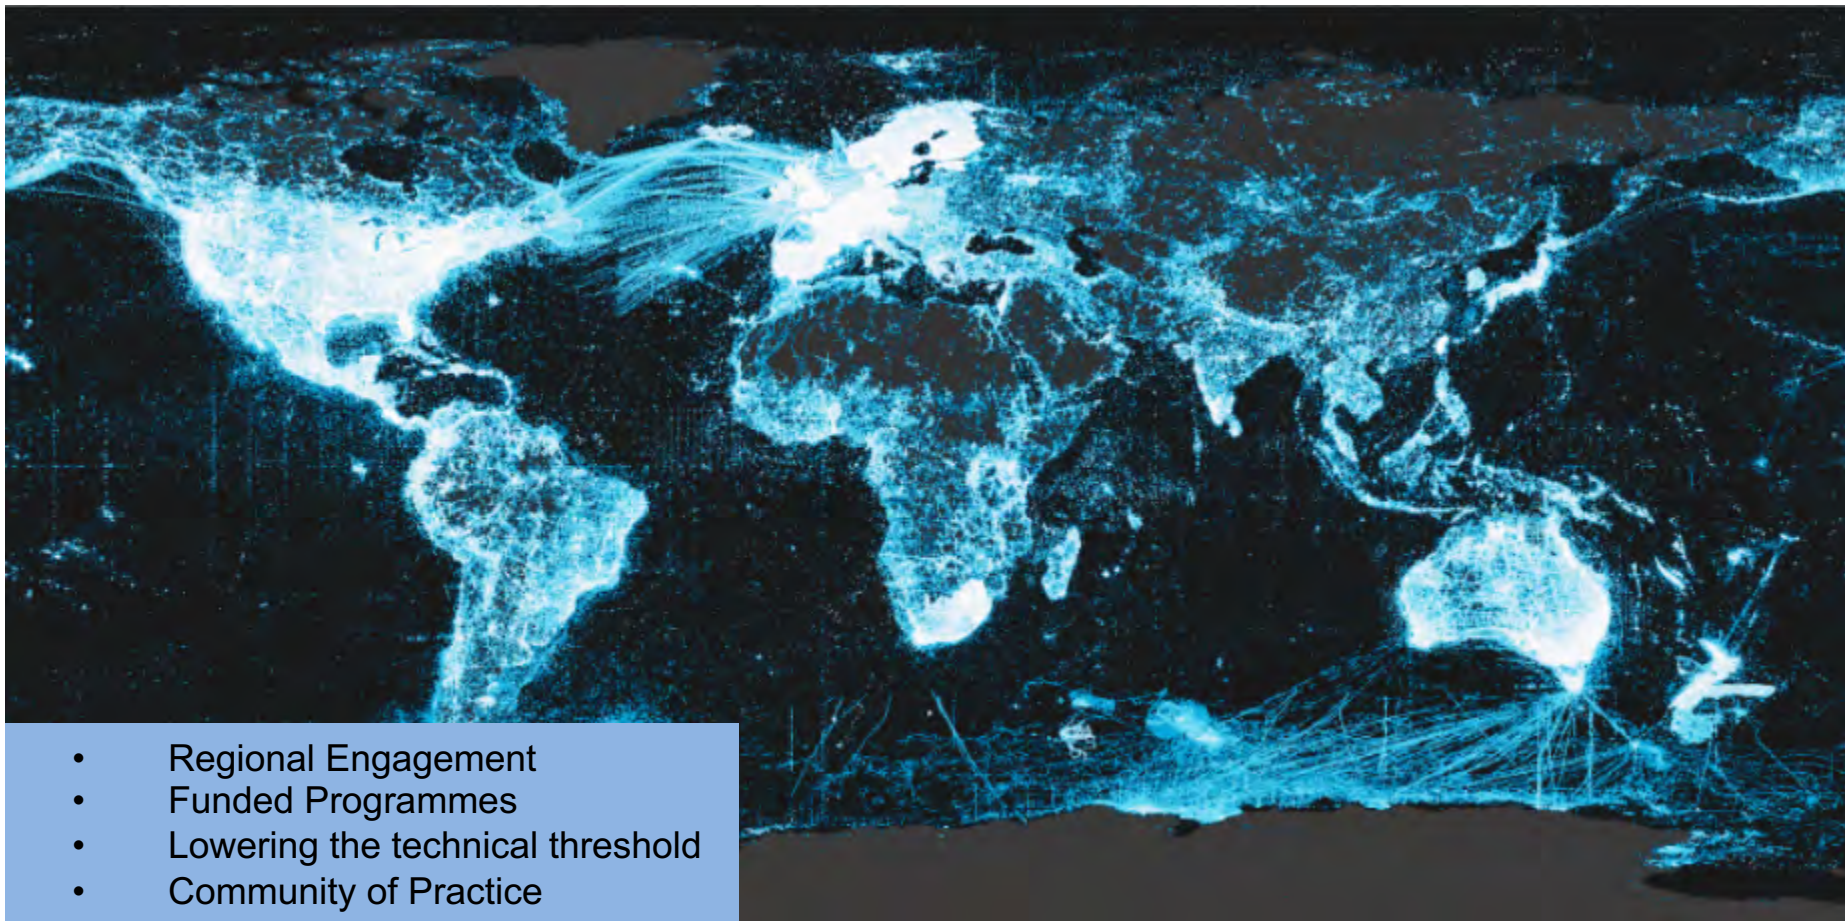 • Regional Engagement
• Funded Programmes
• Lowering the technical threshold
• Community of Practice